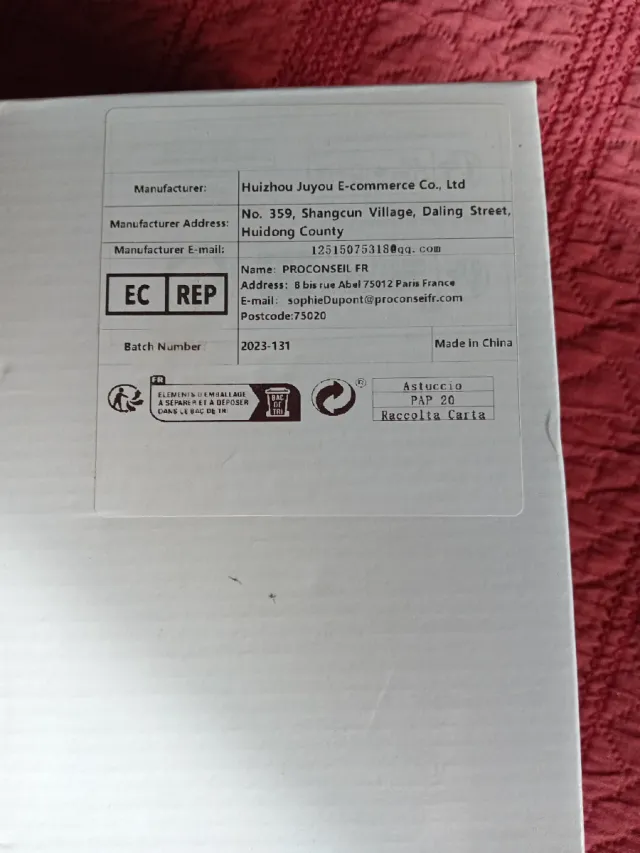 Manufacturer: Huizhou Juyou E-commerce Co., Ltd
Manufacturer Address: No. 359, Shangcun Village, Daling Street,
Huidong County
Manufacturer E-mail: 1251507531​8@qq.com
EC REP
Name: PROCONSEIL FR
Address: 8 bis rue Abel 75012 Paris France
E-mail: sophieDupont@proconseifr.com
Postcode:75020
Batch Number: 2023-131 Made in China
FR
ELEMENTS D'EMBALLAGE
À SÉPARER ET À DÉPOSER
DANS LE BAC DE TRI
BAC
DE
TRI
®
Astuccio
PAP 20
Raccolta Carta